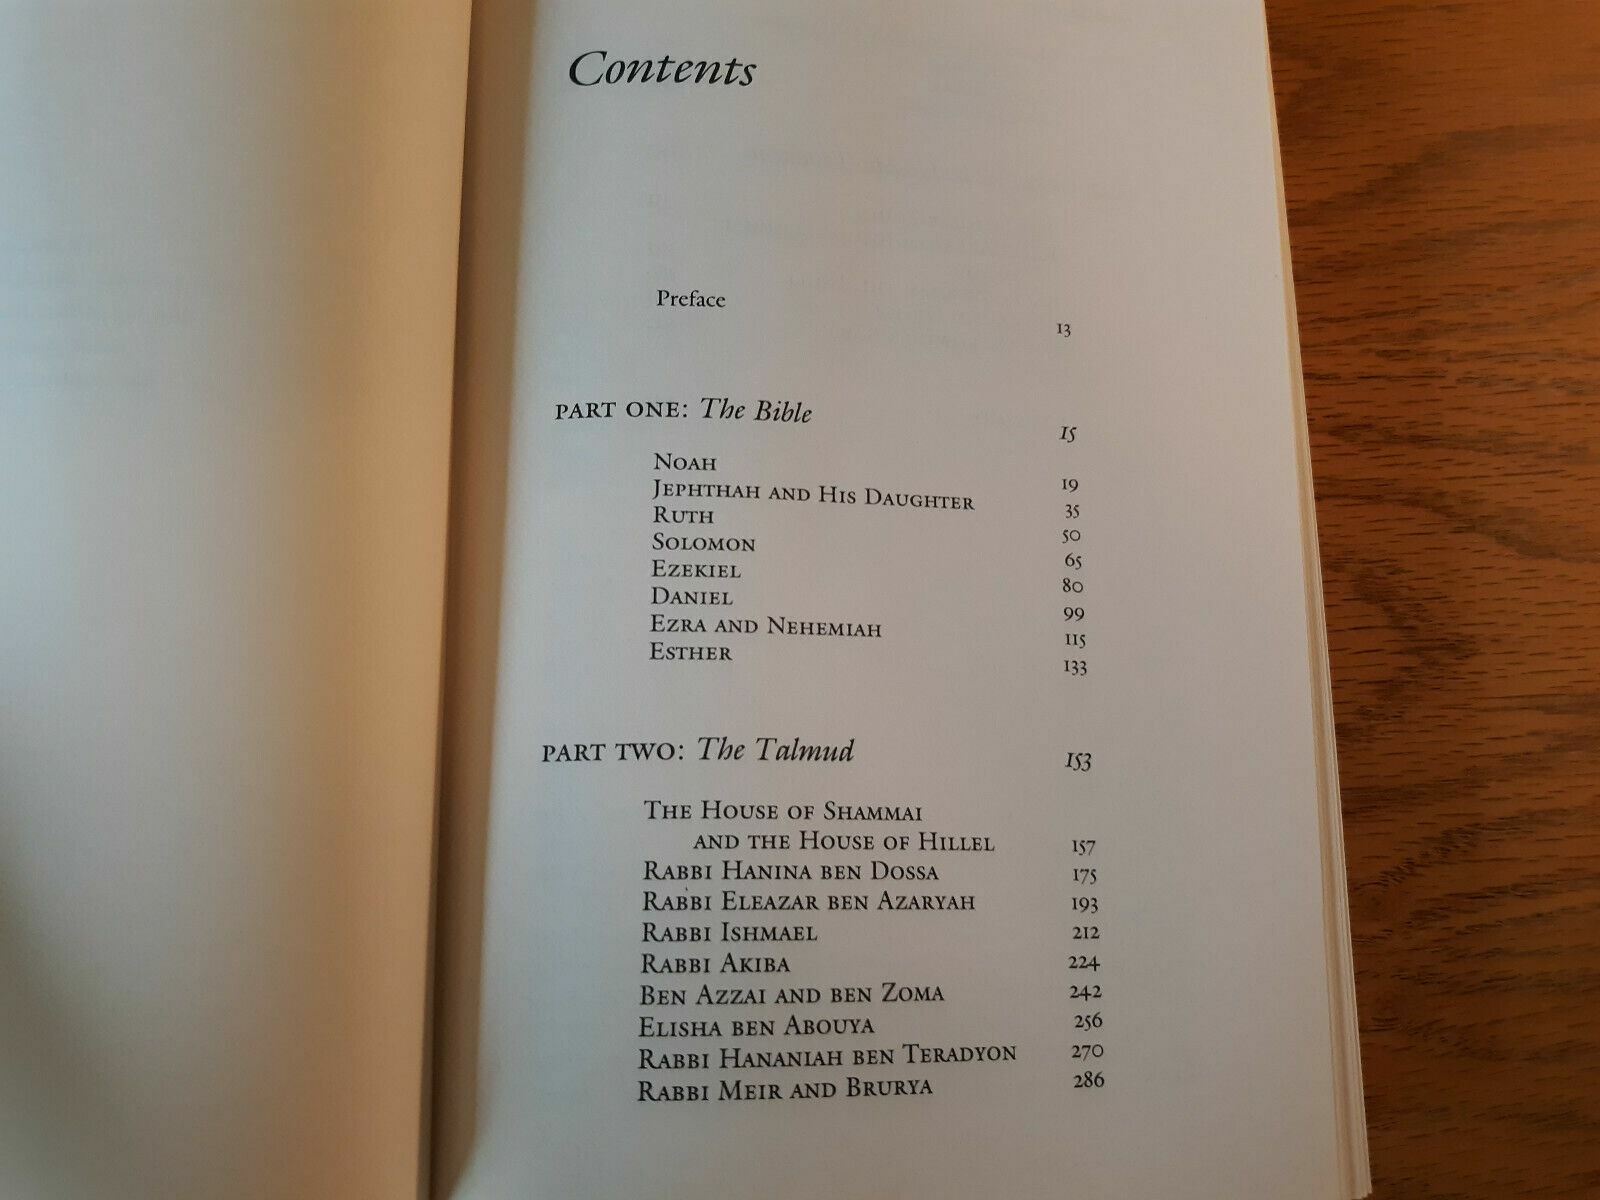 Contents
Preface 13
PART ONE: The Bible 15
NOAH 19
JEPHTHAH AND HIS DAUGHTER 35
RUTH 50
SOLOMON 65
EZEKIEL 80
DANIEL 99
EZRA AND NEHEMIAH 115
ESTHER 133
PART TWO: The Talmud 153
THE HOUSE OF SHAMMAI
AND THE HOUSE OF HILLEL 157
RABBI HANINA BEN DOSSA 175
RABBI ELEAZAR BEN AZARYAH 193
RABBI ISHMAEL 212
RABBI AKIBA 224
BEN AZZAI AND BEN ZOMA 242
ELISHA BEN ABOUYA 256
RABBI HANANIAH BEN TERADYON 270
RABBI MEIR AND BRURYA 286